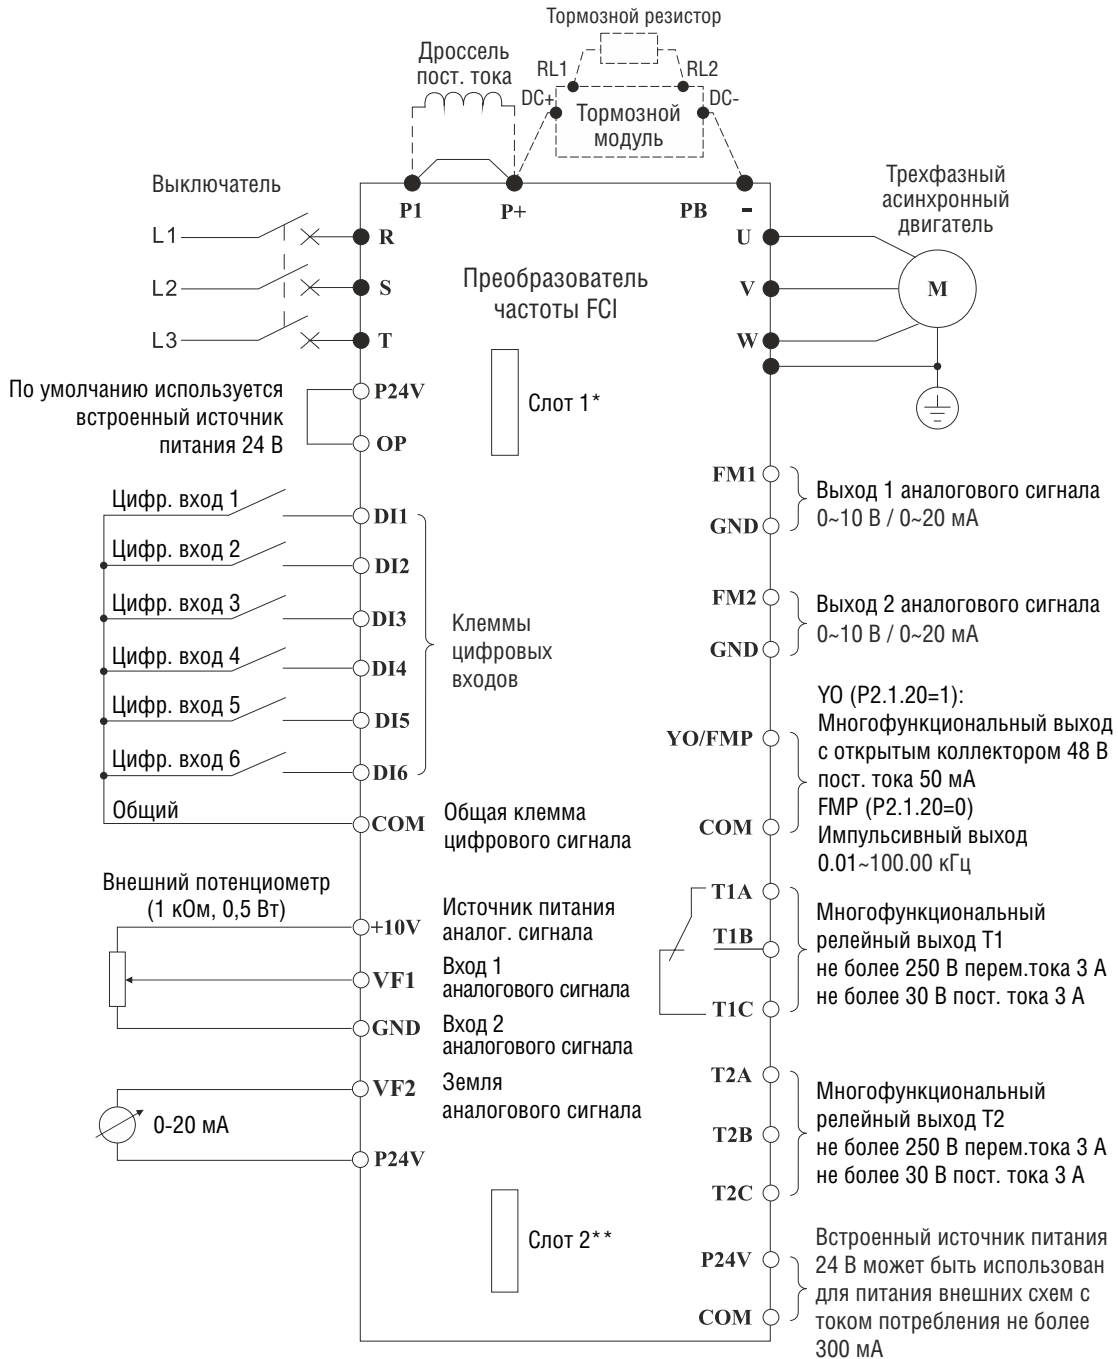 Тормозной резистор
Дроссель
пост. тока
RL1
RL2
DC+
DC-
Тормозной
модуль
Выключатель
P1
P+
PB
-
Трехфазный
асинхронный
двигатель
L1
R
U
L2
S
V
M
L3
T
W
Преобразователь
частоты FCI
По умолчанию используется
встроенный источник
питания 24 В
P24V
OP
Слот 1*
Цифр. вход 1
DI1
Цифр. вход 2
DI2
Цифр. вход 3
DI3
Цифр. вход 4
DI4
Цифр. вход 5
DI5
Цифр. вход 6
DI6
Общий
COM
Клеммы
цифровых
входов
Общая клемма
цифрового сигнала
FM1
GND
Выход 1 аналогового сигнала
0~10 В / 0~20 мА
FM2
GND
Выход 2 аналогового сигнала
0~10 В / 0~20 мА
YO/FMP
COM
YO (P2.1.20=1):
Многофункциональный выход
с открытым коллектором 48 В
пост. тока 50 мА
FMP (P2.1.20=0)
Импульсивный выход
0.01~100.00 кГц
Внешний потенциометр
(1 кОм, 0,5 Вт)
+10V
Источник питания
аналог. сигнала
VF1
Вход 1
аналогового сигнала
GND
Вход 2
аналогового сигнала
VF2
Земля
аналогового сигнала
0-20 мА
P24V
T1A
T1B
T1C
Многофункциональный
релейный выход T1
не более 250 В перем.тока 3 А
не более 30 В пост. тока 3 А
T2A
T2B
T2C
Многофункциональный
релейный выход T2
не более 250 В перем.тока 3 А
не более 30 В пост. тока 3 А
Слот 2**
P24V
COM
Встроенный источник питания
24 В может быть использован
для питания внешних схем с
током потребления не более
300 мА